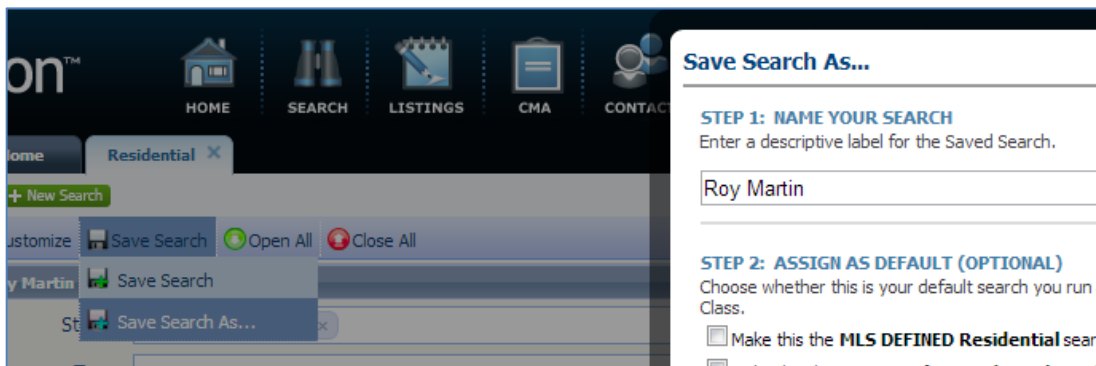 on™
HOME
SEARCH
LISTINGS
CMA
CONTAC
ome
Residential ×
+ New Search
ustomize
Save Search
Open All
Close All
y Martin
Save Search
St
Save Search As...
×
Save Search As...
STEP 1: NAME YOUR SEARCH
Enter a descriptive label for the Saved Search.
Roy Martin
STEP 2: ASSIGN AS DEFAULT (OPTIONAL)
Choose whether this is your default search you run
Class.
Make this the MLS DEFINED Residential sear